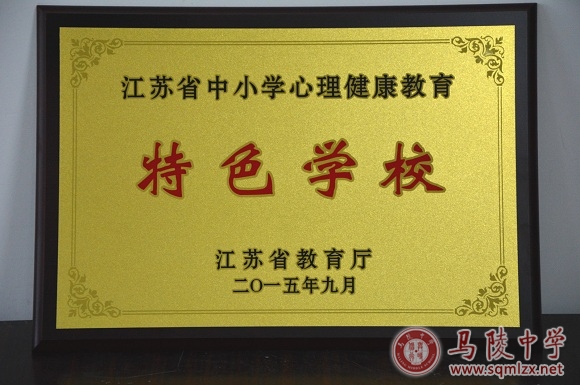 江苏省中小学心理健康教育
特色学校
江苏省教育厅
二〇一五年九月
马陵中学
www.sqmlzx.net